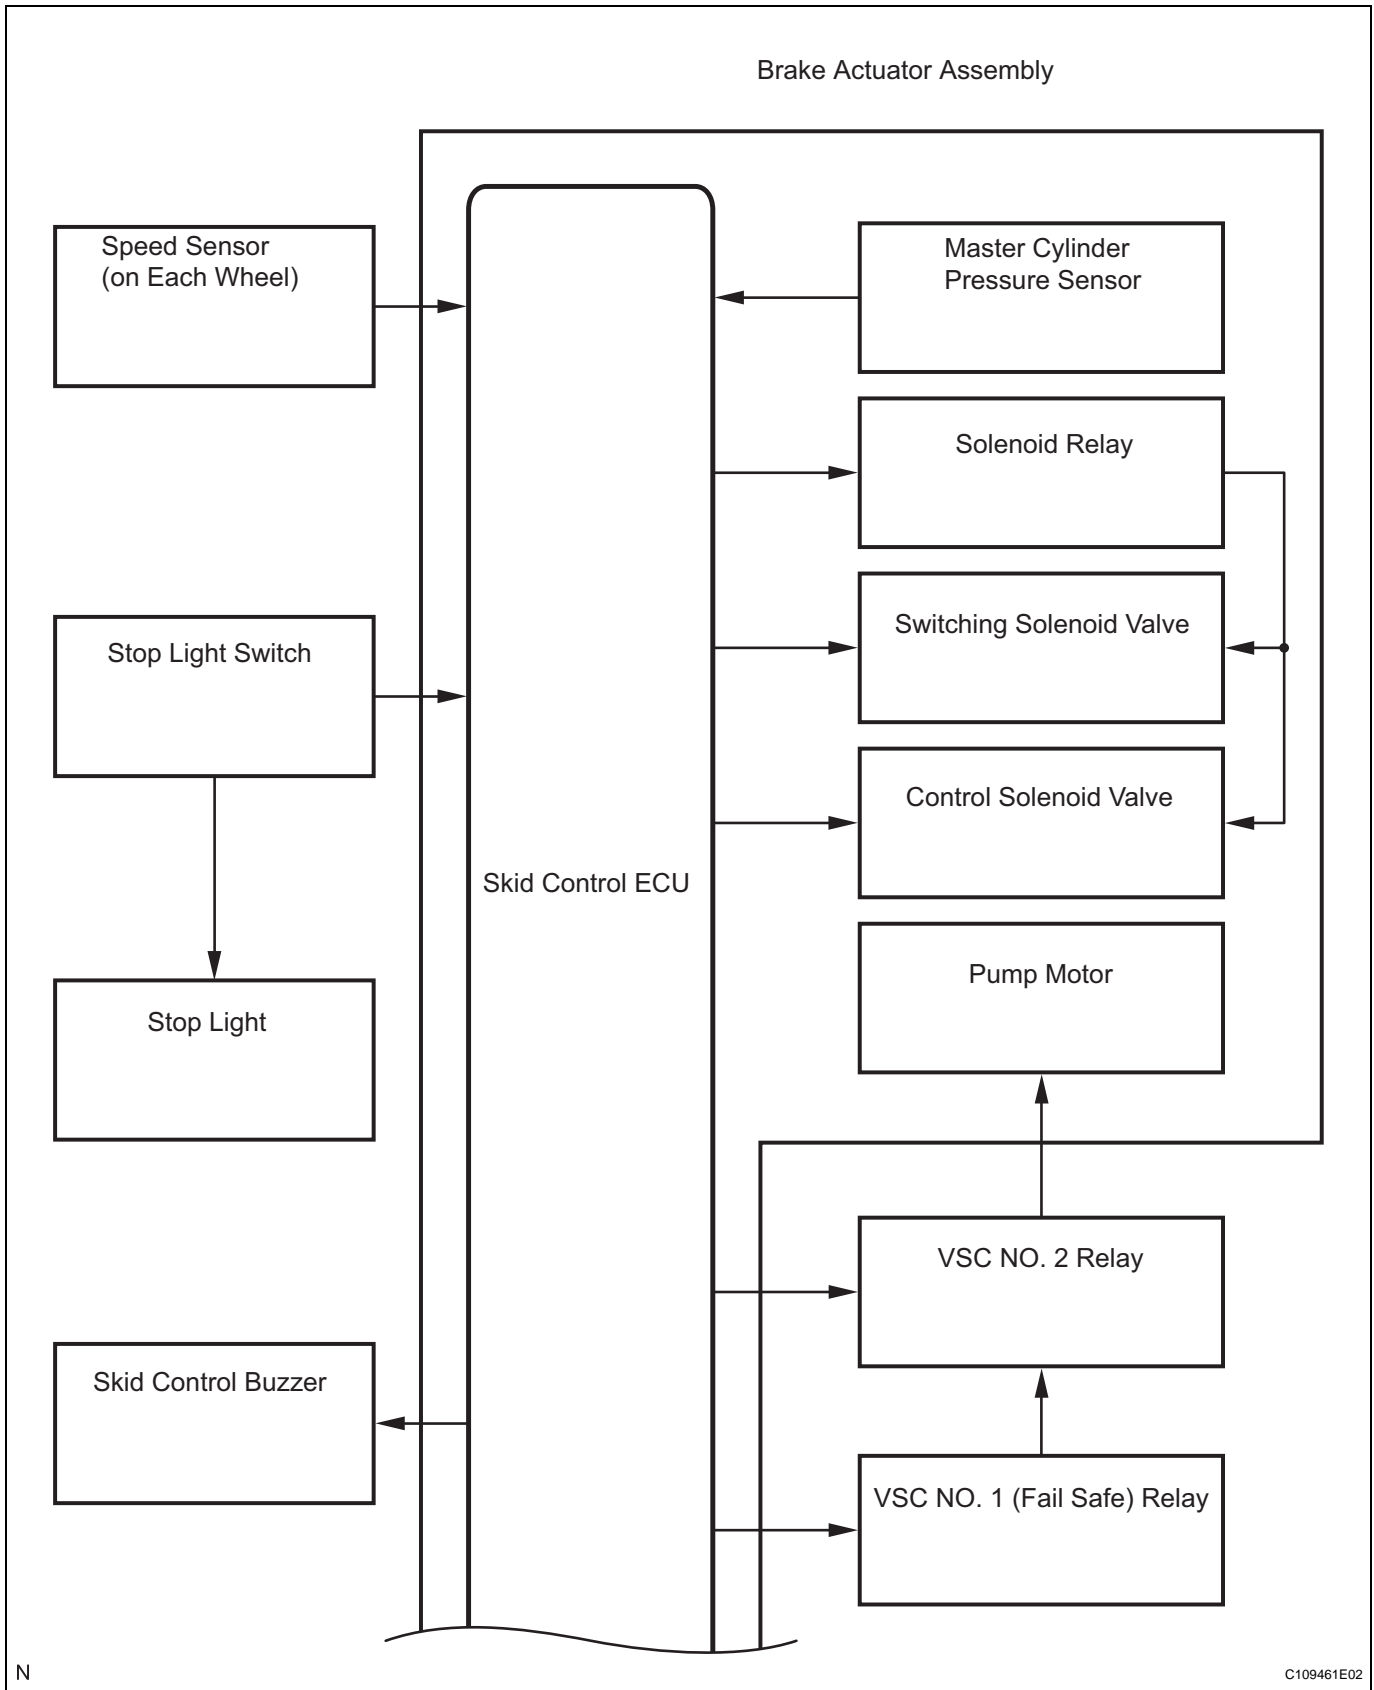 Brake Actuator Assembly
Speed Sensor
(on Each Wheel)
Master Cylinder
Pressure Sensor
Solenoid Relay
Switching Solenoid Valve
Stop Light Switch
Control Solenoid Valve
Skid Control ECU
Pump Motor
Stop Light
VSC NO. 2 Relay
Skid Control Buzzer
VSC NO. 1 (Fail Safe) Relay
N
C109461E02